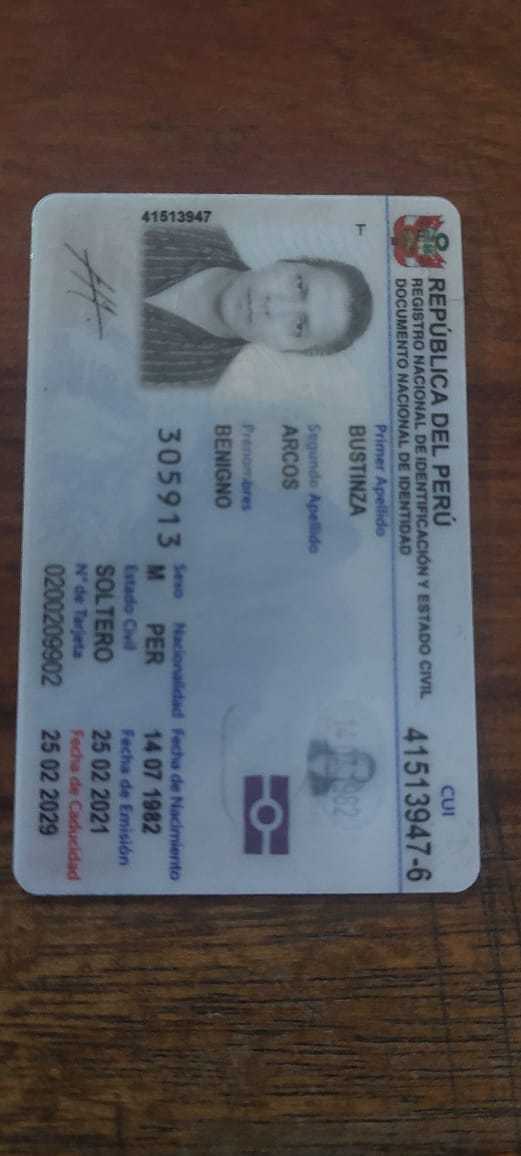 REPÚBLICA DEL PERÚ
REGISTRO NACIONAL DE IDENTIFICACIÓN Y ESTADO CIVIL
DOCUMENTO NACIONAL DE IDENTIDAD
CUI
41513947-6
Primer Apellido
BUSTINZA
Segundo Apellido
ARCOS
Prenombres
BENIGNO
41513947
305913
Sexo Nacionalidad Fecha de Nacimiento
M PER 14 07 1982
Estado Civil Fecha de Emisión
SOLTERO 25 02 2021
N° de Tarjeta Fecha de Caducidad
0200209902 25 02 2029